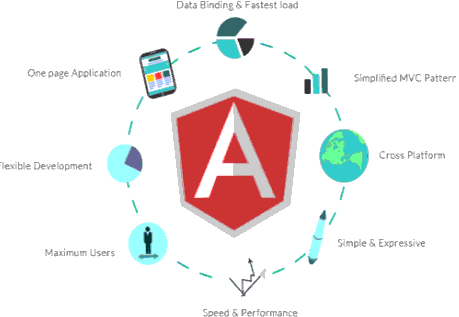 Data Binding & Fastest load
One page Application
Simplified MVC Pattern
Flexible Development
Cross Platform
Maximum Users
Simple & Expressive
Speed & Performance